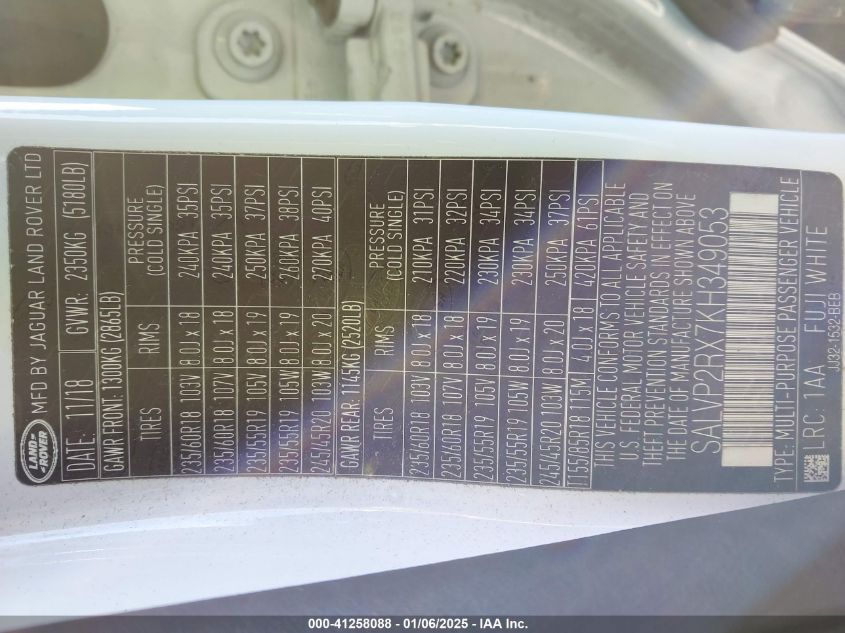 LAND ROVER
MFD BY JAGUAR LAND ROVER LTD
DATE: 11/18 GVWR. 2350KG (5180LB)
GAWR FRONT: 1300KG (2865LB)
TIRES RIMS PRESSURE (COLD SINGLE)
235/60R18 103V 8.0J x 18 240KPA 35PSI
235/60R18 107V 8.0J x 18 240KPA 35PSI
235/55R19 105V 8.0J x 19 250KPA 37PSI
235/55R19 105W 8.0J x 19 260KPA 38PSI
245/45R20 103W 8.0J x 20 270KPA 40PSI
GAWR REAR: 1145KG (2520LB)
TIRES RIMS PRESSURE (COLD SINGLE)
235/60R18 103V 8.0J x 18 210KPA 31PSI
235/60R18 107V 8.0J x 18 220KPA 32PSI
235/55R19 105V 8.0J x 19 230KPA 34PSI
235/55R19 105W 8.0J x 19 230KPA 34PSI
245/45R20 103W 8.0J x 20 250KPA 37PSI
T155/85R18 115M 4.0J x 18 420KPA 61PSI
THIS VEHICLE CONFORMS TO ALL APPLICABLE
U.S. FEDERAL MOTOR VEHICLE SAFETY AND
THEFT PREVENTION STANDARDS IN EFFECT ON
THE DATE OF MANUFACTURE SHOWN ABOVE
SALVP2RX7KH349053
TYPE: MULTI-PURPOSE PASSENGER VEHICLE
LRC: 1AA FUJI WHITE
JJ32-1532-BEB
000-41258088 — 01/06/2025 — IAA Inc.